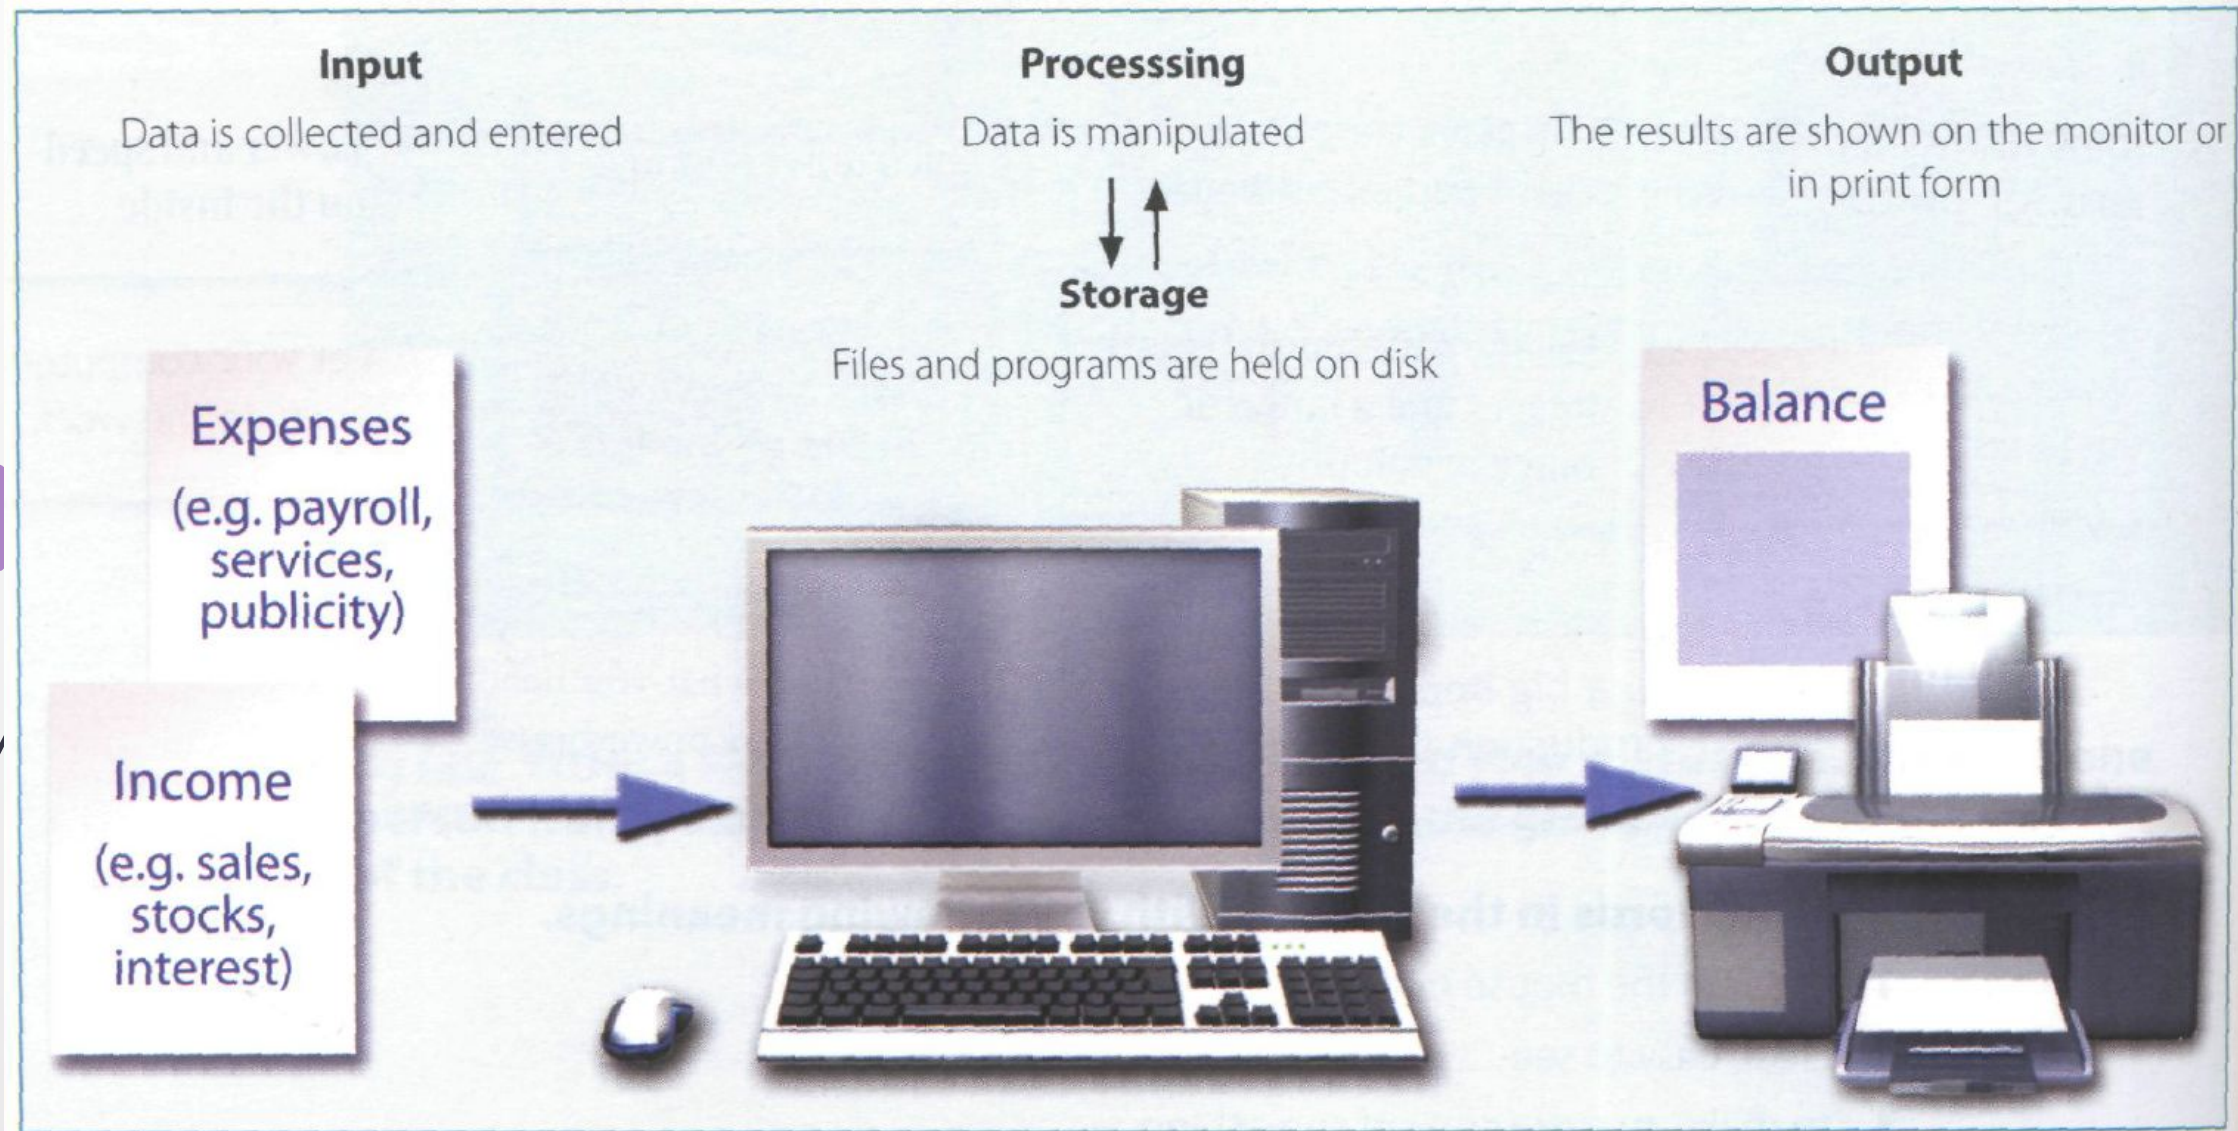 Input
Data is collected and entered
Processsing
Data is manipulated
Storage
Files and programs are held on disk
Output
The results are shown on the monitor or
in print form
Expenses
(e.g. payroll,
services,
publicity)
Income
(e.g. sales,
stocks,
interest)
Balance